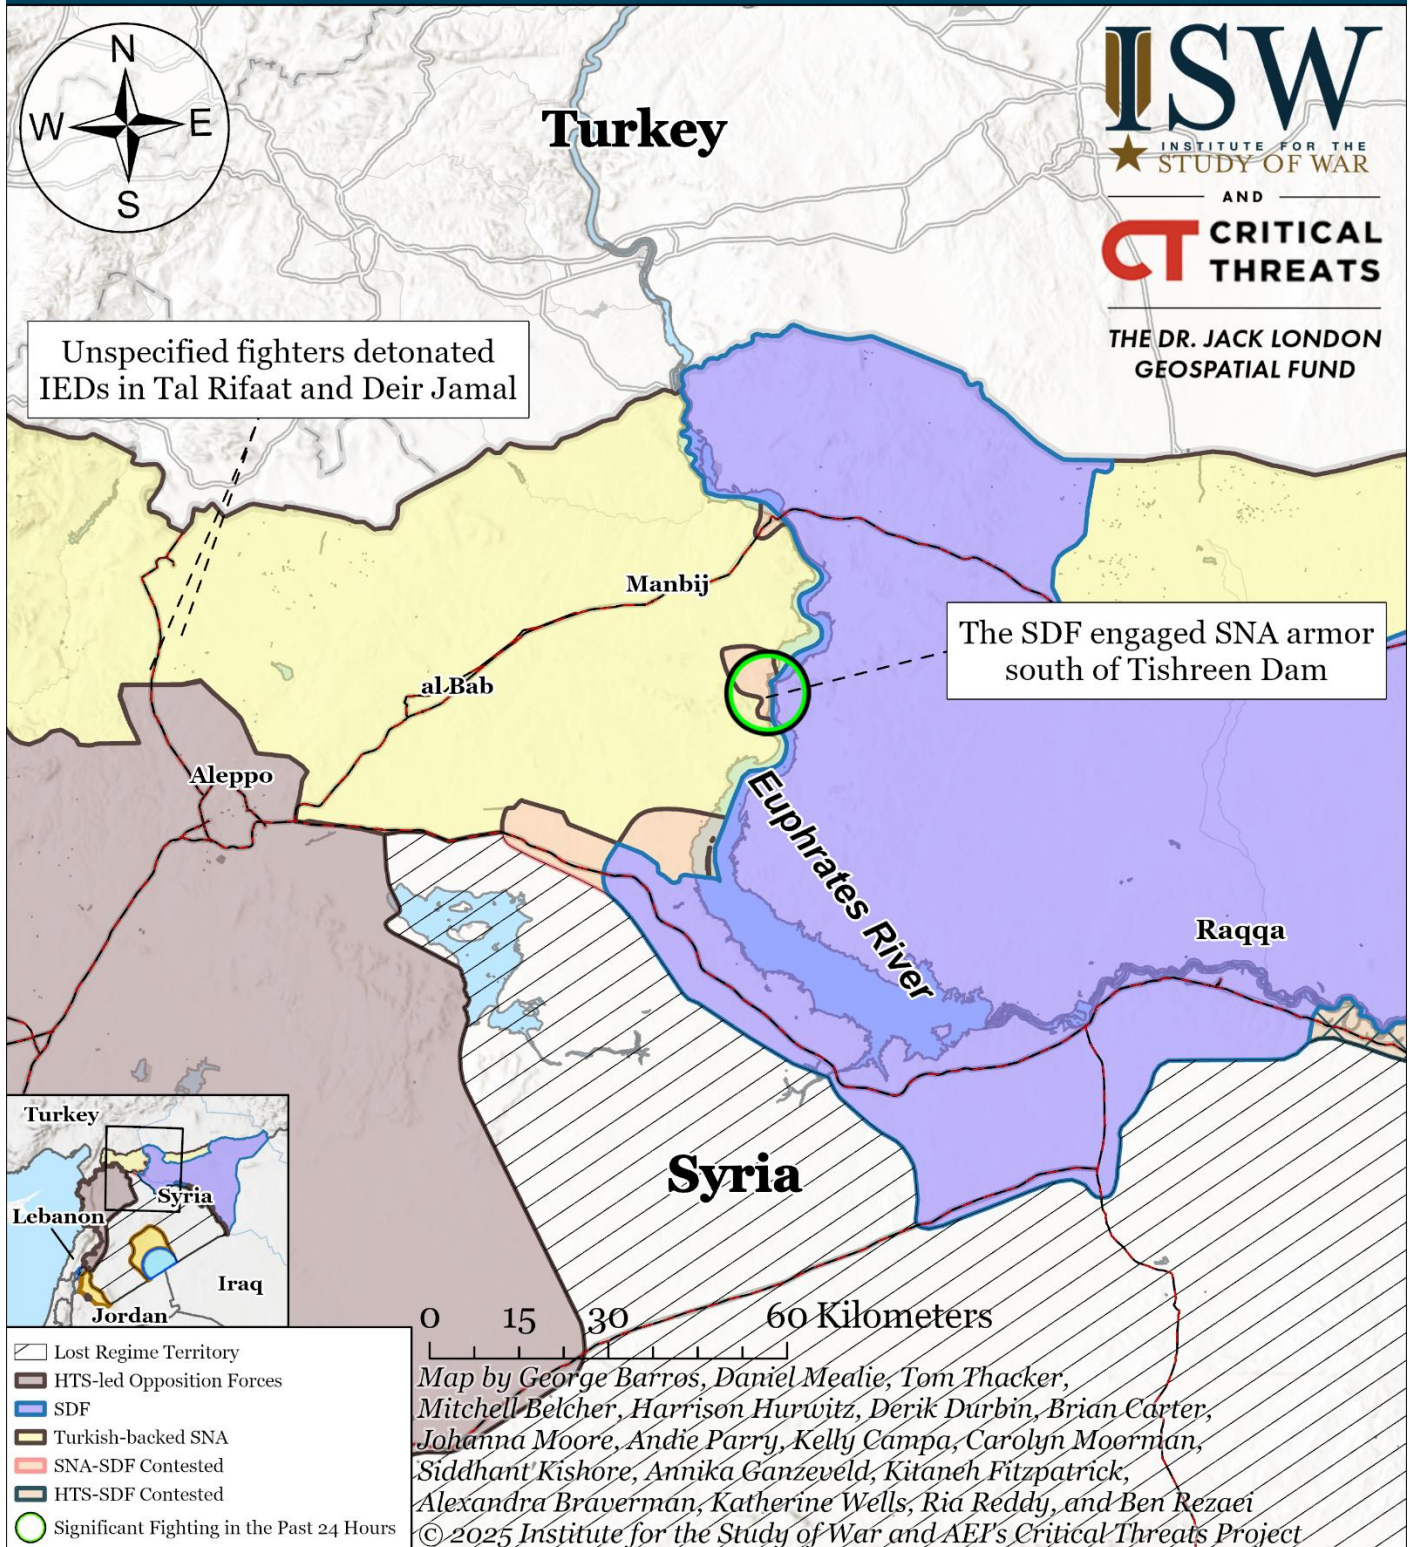 N
W
E
S
Turkey
ISW
INSTITUTE FOR THE
STUDY OF WAR
AND
CT CRITICAL
THREATS
THE DR. JACK LONDON
GEOSPATIAL FUND
Unspecified fighters detonated
IEDs in Tal Rifaat and Deir Jamal
Manbij
The SDF engaged SNA armor
south of Tishreen Dam
al-Bab
Aleppo
Euphrates River
Raqqa
Syria
Turkey
Syria
Lebanon
Iraq
Jordan
0 15 30 60 Kilometers
Lost Regime Territory
HTS-led Opposition Forces
SDF
Turkish-backed SNA
SNA-SDF Contested
HTS-SDF Contested
Significant Fighting in the Past 24 Hours
Map by George Barros, Daniel Mealie, Tom Thacker,
Mitchell Belcher, Harrison Hurwitz, Derik Durbin, Brian Carter,
Johanna Moore, Andie Parry, Kelly Campa, Carolyn Moorman,
Siddhant Kishore, Annika Ganzeveld, Kitaneh Fitzpatrick,
Alexandra Braverman, Katherine Wells, Ria Reddy, and Ben Rezaei
© 2025 Institute for the Study of War and AEI's Critical Threats Project